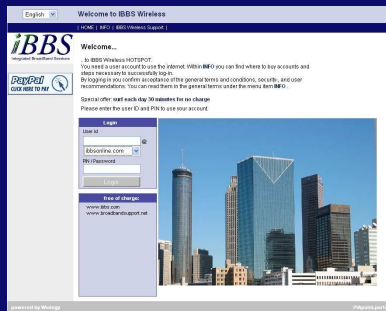 English
Welcome to IBBS Wireless
| HOME | INFO | IBBS Wireless Support |
iBBS
Integrated BroadBand Services
PayPal
CLICK HERE TO PAY
Welcome...
.. to IBBS Wireless HOTSPOT.
You need a user account to use the internet. Within INFO you can find where to buy accounts and
steps necessary to successfully log-in.
By logging in you confirm acceptance of the general terms and conditions, security-, and user
recommendations. You can read them in the general terms under the menu item INFO .
Special offer: surf each day 30 minutes for no charge
Please enter the user ID and PIN to use your account.
Login
User Id
@
ibbsonline.com
PIN / Password
Login
free of charge:
www.ibbs.com
www.broadbandsupport.net
powered by